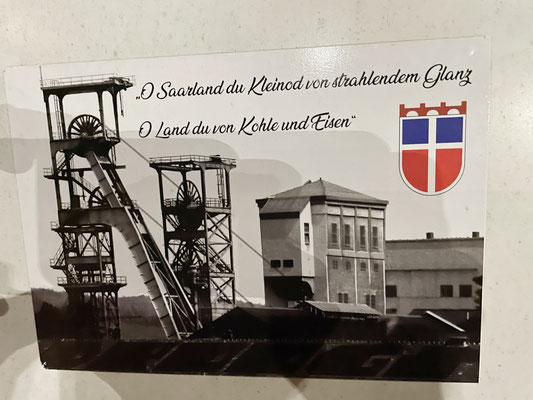 „O Saarland du Kleinod von strahlendem Glanz
O Land du von Kohle und Eisen“